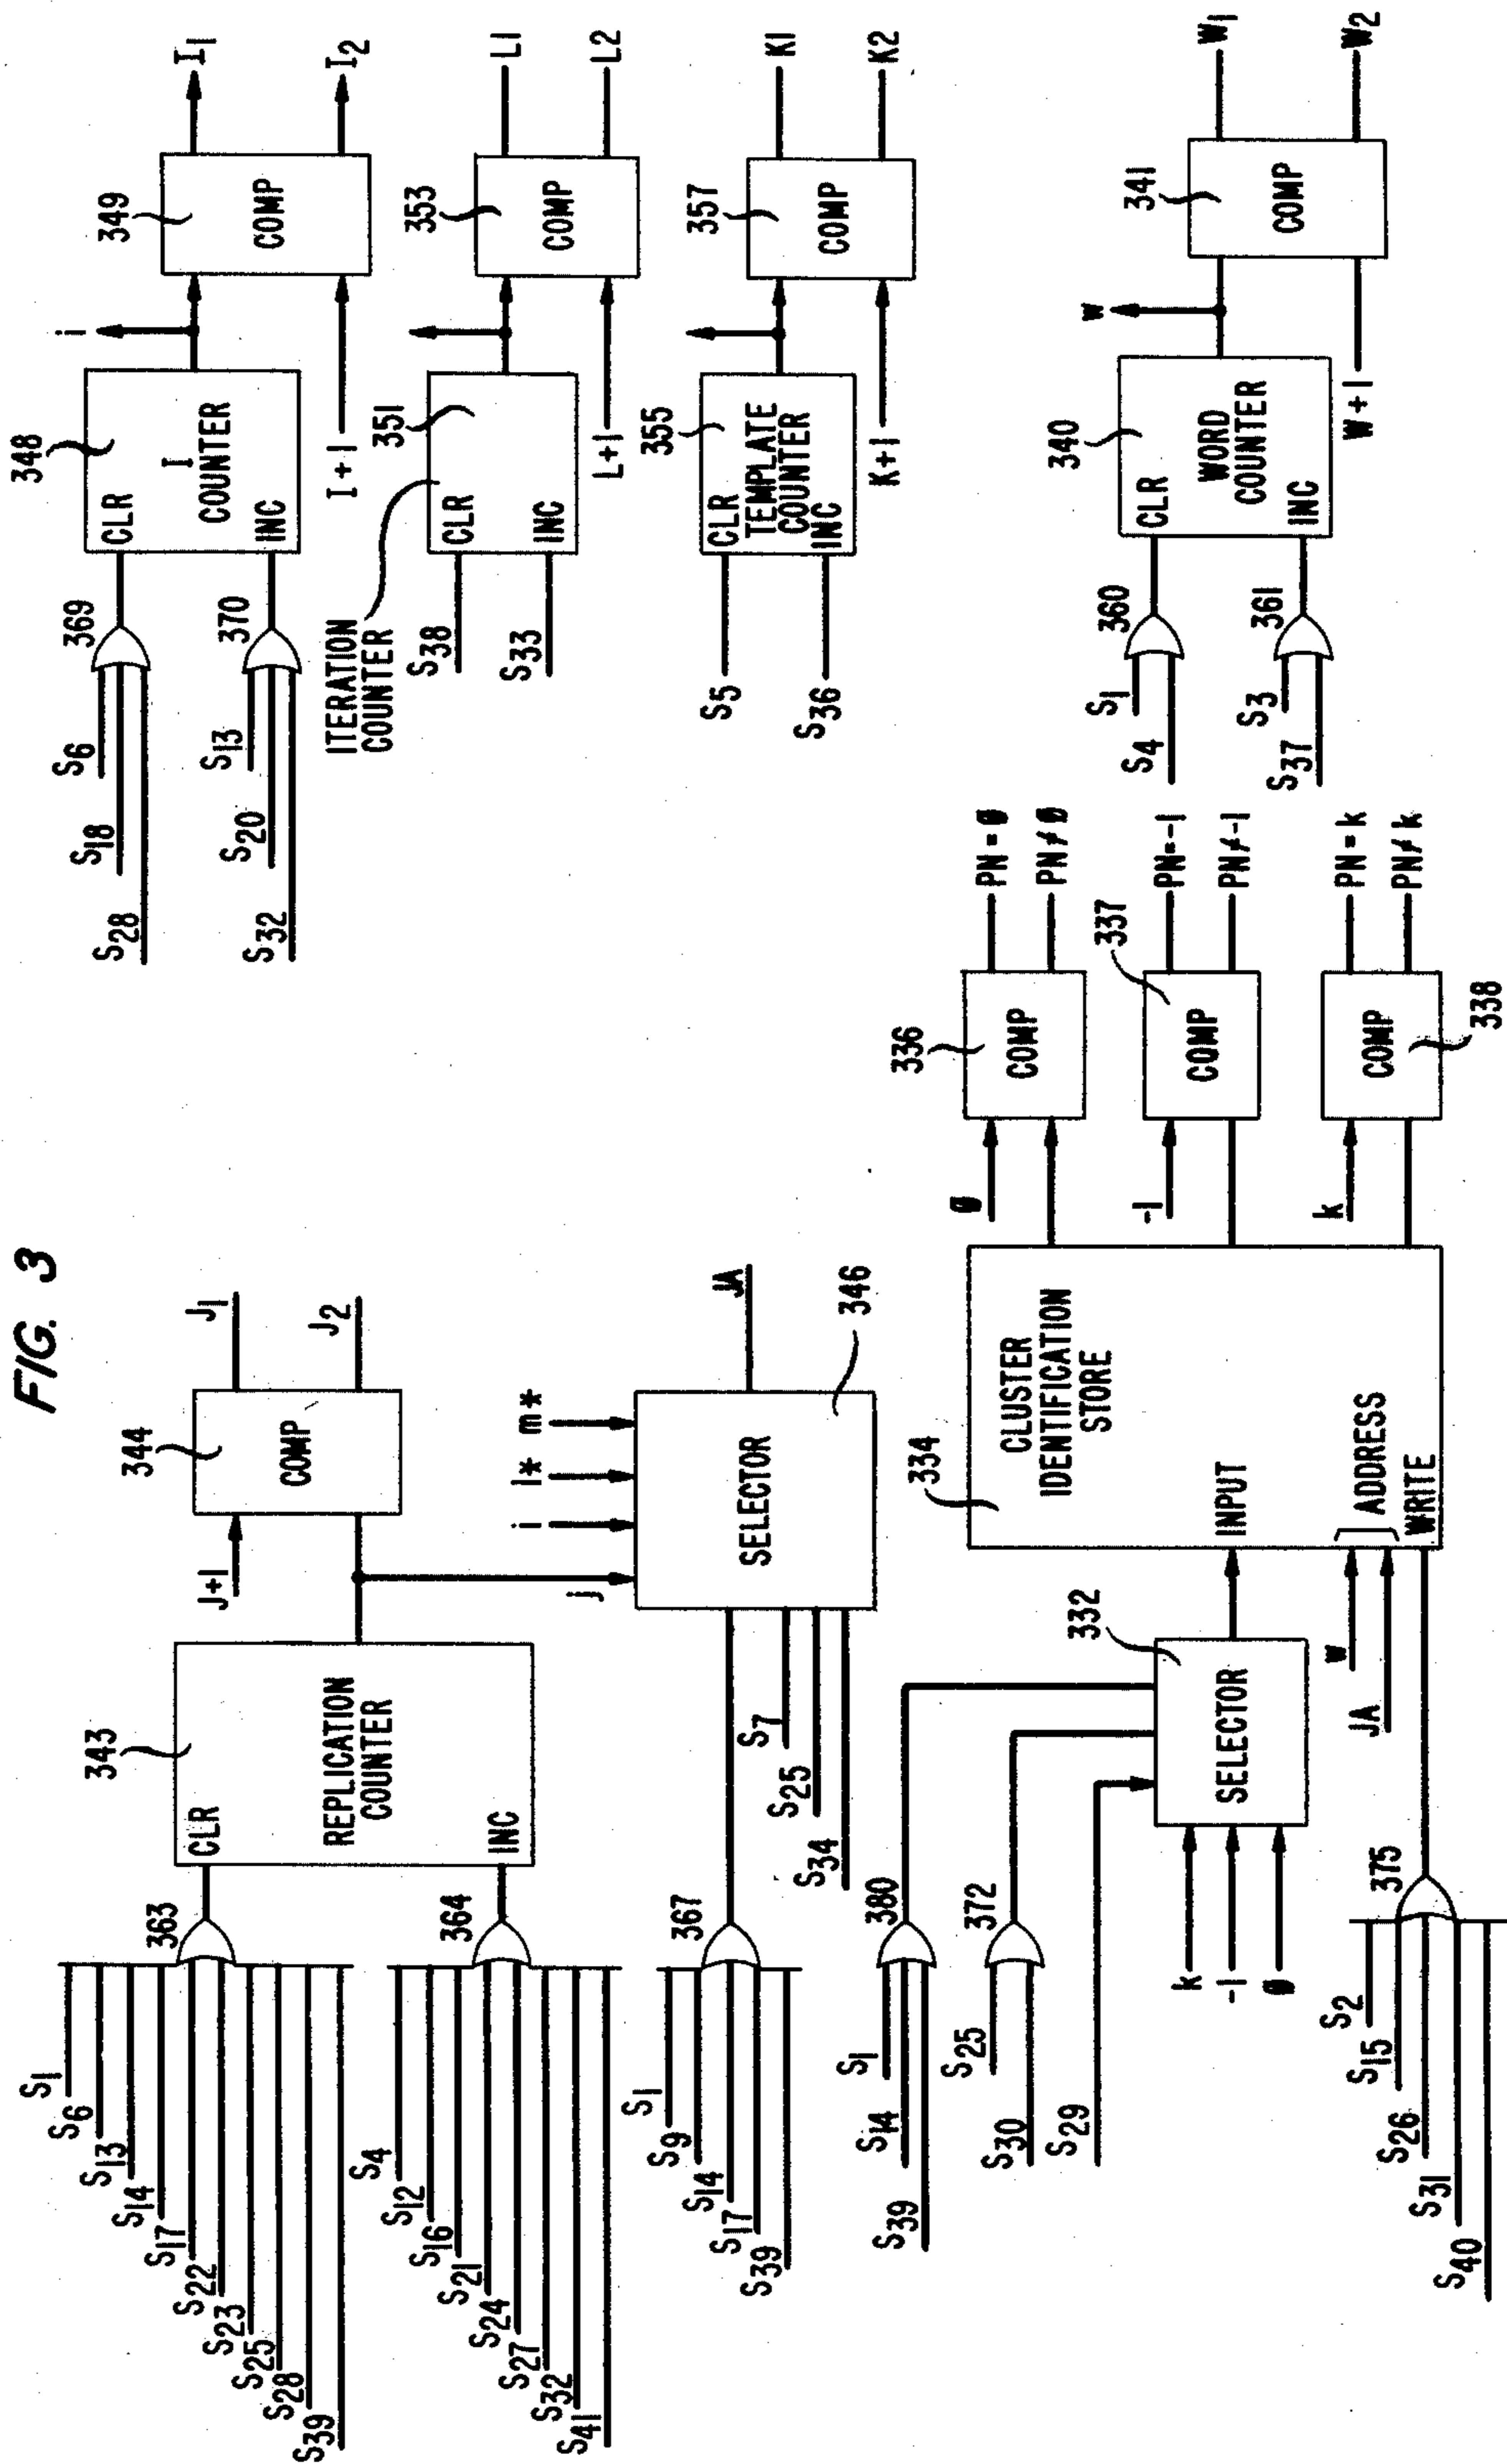 FIG. 3
S1
S6
S13
S14
S17
S22
S23
S25
S28
S39
363
CLR
343
REPLICATION
COUNTER
INC
S4
S12
S16
S21
S24
S27
S32
S41
364
J+1
344
COMP
J1
J2
S1
S9
S14
S17
S39
367
S7
S25
S34
j
i
l*
m*
SELECTOR
346
JA
S1
S14
S39
380
S25
S30
372
S29
k
-1
ø
332
SELECTOR
S2
S15
S26
S31
S40
375
334
CLUSTER
IDENTIFICATION
STORE
INPUT
w
JA
ADDRESS
WRITE
ø
336
COMP
PN=ø
PN≠ø
-1
337
COMP
PN=-1
PN≠-1
k
338
COMP
PN=k
PN≠k
S6
S18
S28
369
S13
S20
S32
370
348
CLR
I
COUNTER
INC
i
I+1
349
COMP
I1
I2
ITERATION
COUNTER
S38
S33
351
CLR
INC
L+1
353
COMP
L1
L2
S5
S36
355
CLR
TEMPLATE
COUNTER
INC
K+1
357
COMP
K1
K2
S1
S4
360
S3
S37
361
340
CLR
WORD
COUNTER
INC
w
W+1
341
COMP
W1
W2